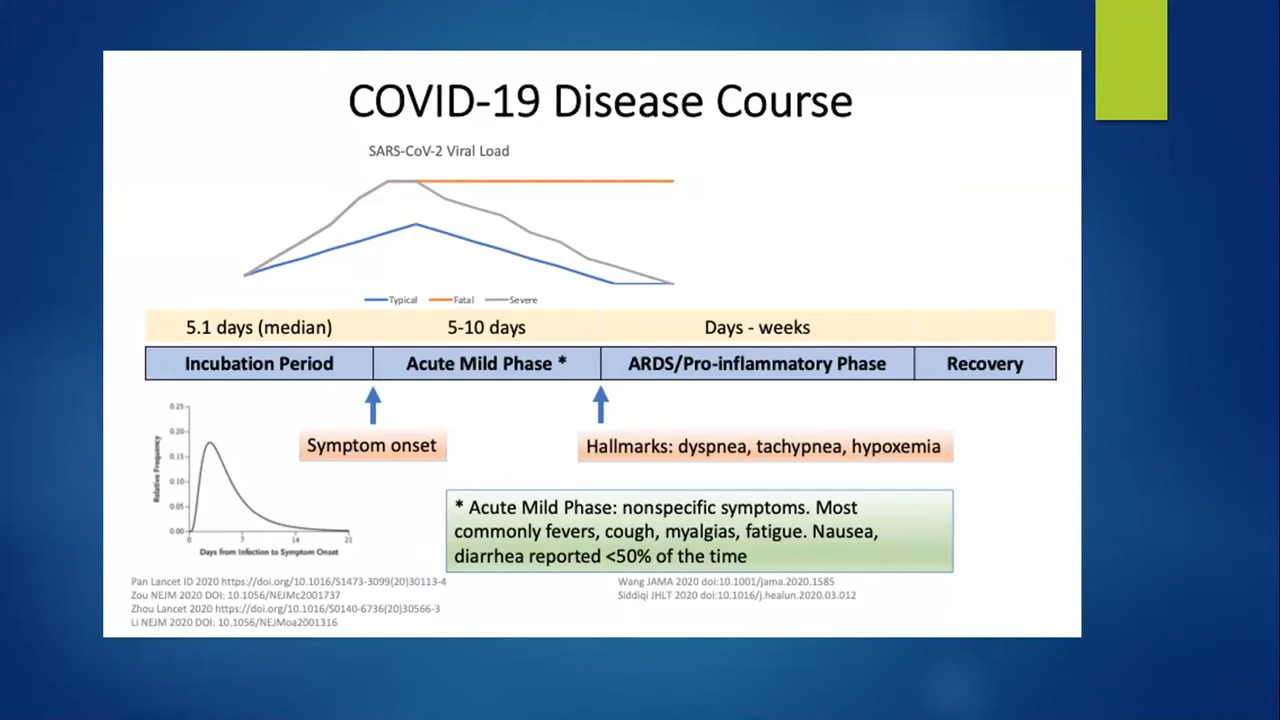 COVID-19 Disease Course
SARS-CoV-2 Viral Load
Typical Fatal Severe
5.1 days (median) 5-10 days Days - weeks
Incubation Period Acute Mild Phase * ARDS/Pro-inflammatory Phase Recovery
Symptom onset
Hallmarks: dyspnea, tachypnea, hypoxemia
0.25
0.20
0.15
0.10
0.05
0.00
Relative Frequency
0 7 14 21
Days from Infection to Symptom Onset
* Acute Mild Phase: nonspecific symptoms. Most
commonly fevers, cough, myalgias, fatigue. Nausea,
diarrhea reported <50% of the time
Pan Lancet ID 2020 https://doi.org/10.1016/S1473-3099(20)30113-4
Zou NEJM 2020 DOI: 10.1056/NEJMc2001737
Zhou Lancet 2020 https://doi.org/10.1016/S0140-6736(20)30566-3
Li NEJM 2020 DOI: 10.1056/NEJMoa2001316
Wang JAMA 2020 doi:10.1001/jama.2020.1585
Siddiqi JHLT 2020 doi:10.1016/j.healun.2020.03.012